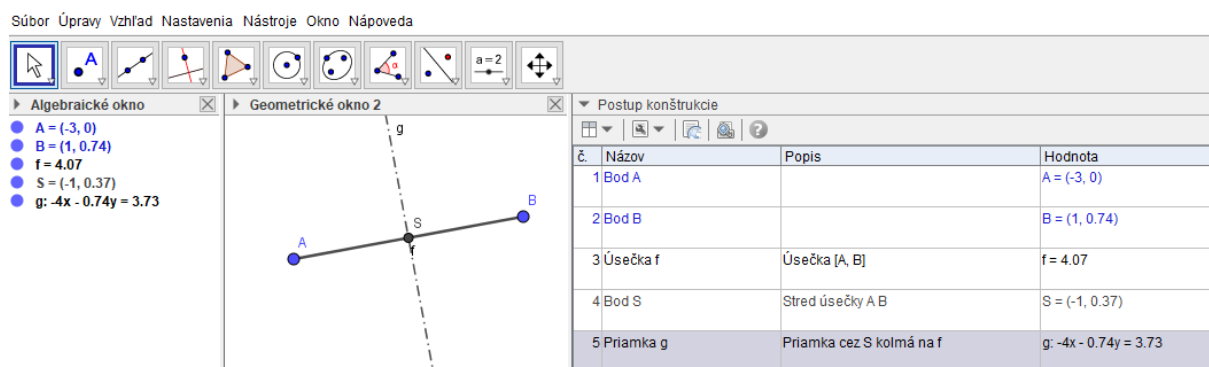 Súbor Úpravy Vzhľad Nastavenia Nástroje Okno Nápoveda
A
α
a = 2
Algebraické okno
A = (-3, 0)
B = (1, 0.74)
f = 4.07
S = (-1, 0.37)
g: -4x - 0.74y = 3.73
Geometrické okno 2
g
B
S
A
f
Postup konštrukcie
č. Názov Popis Hodnota
1 Bod A A = (-3, 0)
2 Bod B B = (1, 0.74)
3 Úsečka f Úsečka [A, B] f = 4.07
4 Bod S Stred úsečky A B S = (-1, 0.37)
5 Priamka g Priamka cez S kolmá na f g: -4x - 0.74y = 3.73